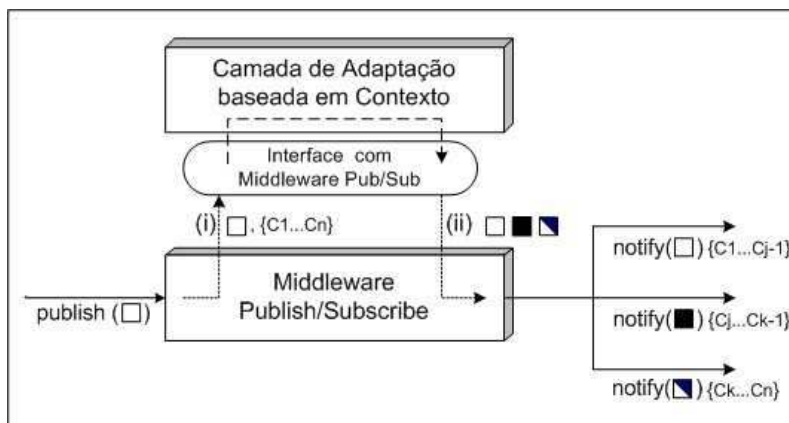 Camada de Adaptação
baseada em Contexto
Interface com
Middleware Pub/Sub
(i) □, {C1...Cn}
(ii) □ ■ ◪
Middleware
Publish/Subscribe
publish (□)
notify(□) {C1...Cj-1}
notify(■) {Cj...Ck-1}
notify(◪) {Ck...Cn}